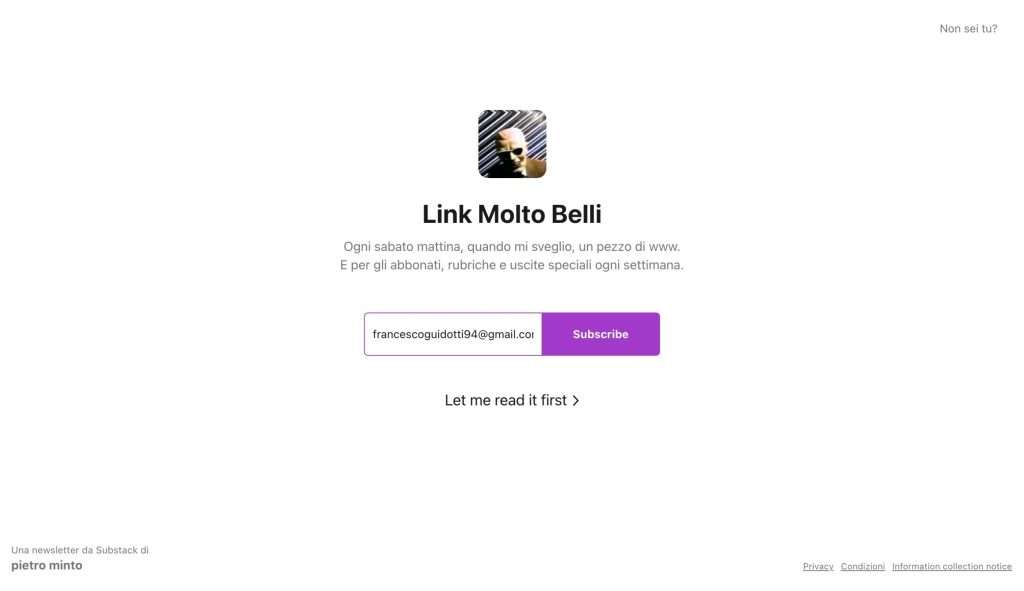 Non sei tu?
Link Molto Belli
Ogni sabato mattina, quando mi sveglio, un pezzo di www.
E per gli abbonati, rubriche e uscite speciali ogni settimana.
francescoguidotti94@gmail.co
Subscribe
Let me read it first >
Una newsletter da Substack di
pietro minto
Privacy Condizioni Information collection notice